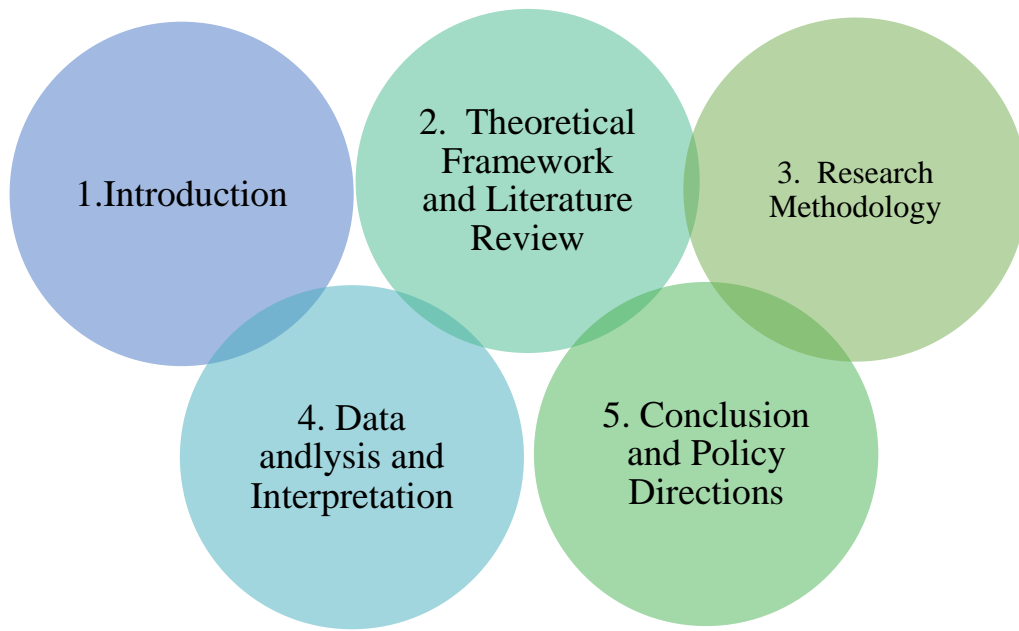 1.Introduction
2. Theoretical
Framework
and Literature
Review
3. Research
Methodology
4. Data
andlysis and
Interpretation
5. Conclusion
and Policy
Directions